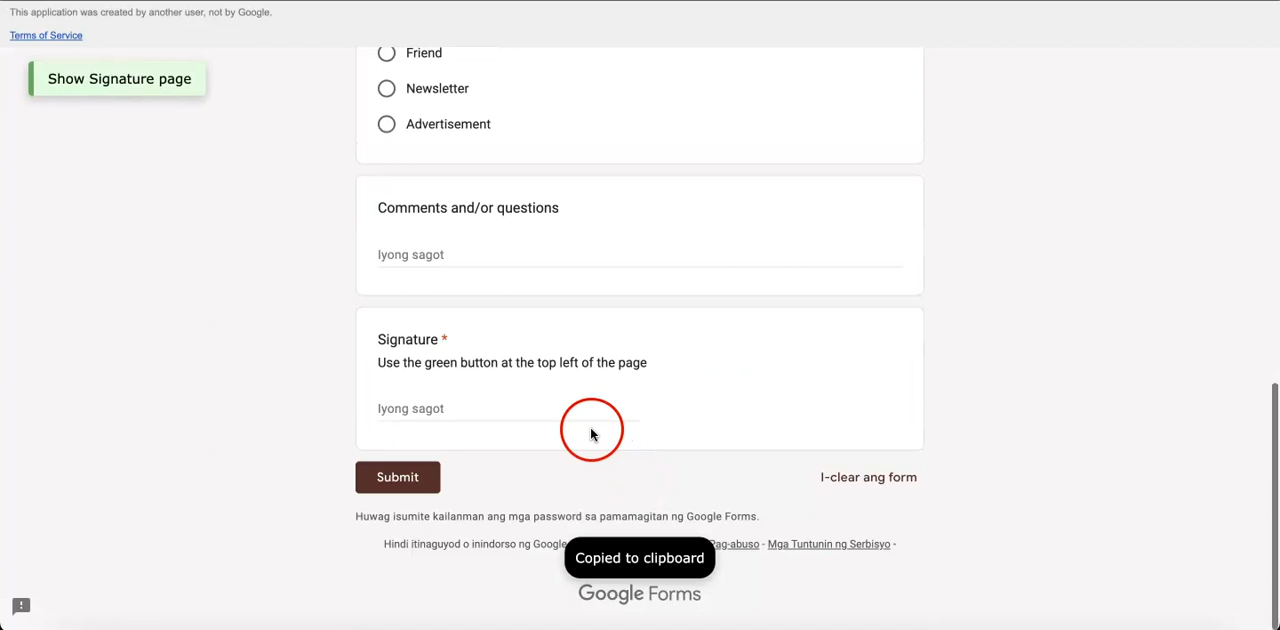 This application was created by another user, not by Google.
Terms of Service
Show Signature page
Friend
Newsletter
Advertisement
Comments and/or questions
Iyong sagot
Signature *
Use the green button at the top left of the page
Iyong sagot
Submit
I-clear ang form
Huwag isumite kailanman ang mga password sa pamamagitan ng Google Forms.
Hindi itinaguyod o inindorso ng Google Pag-abuso - Mga Tuntunin ng Serbisyo -
Copied to clipboard
Google Forms